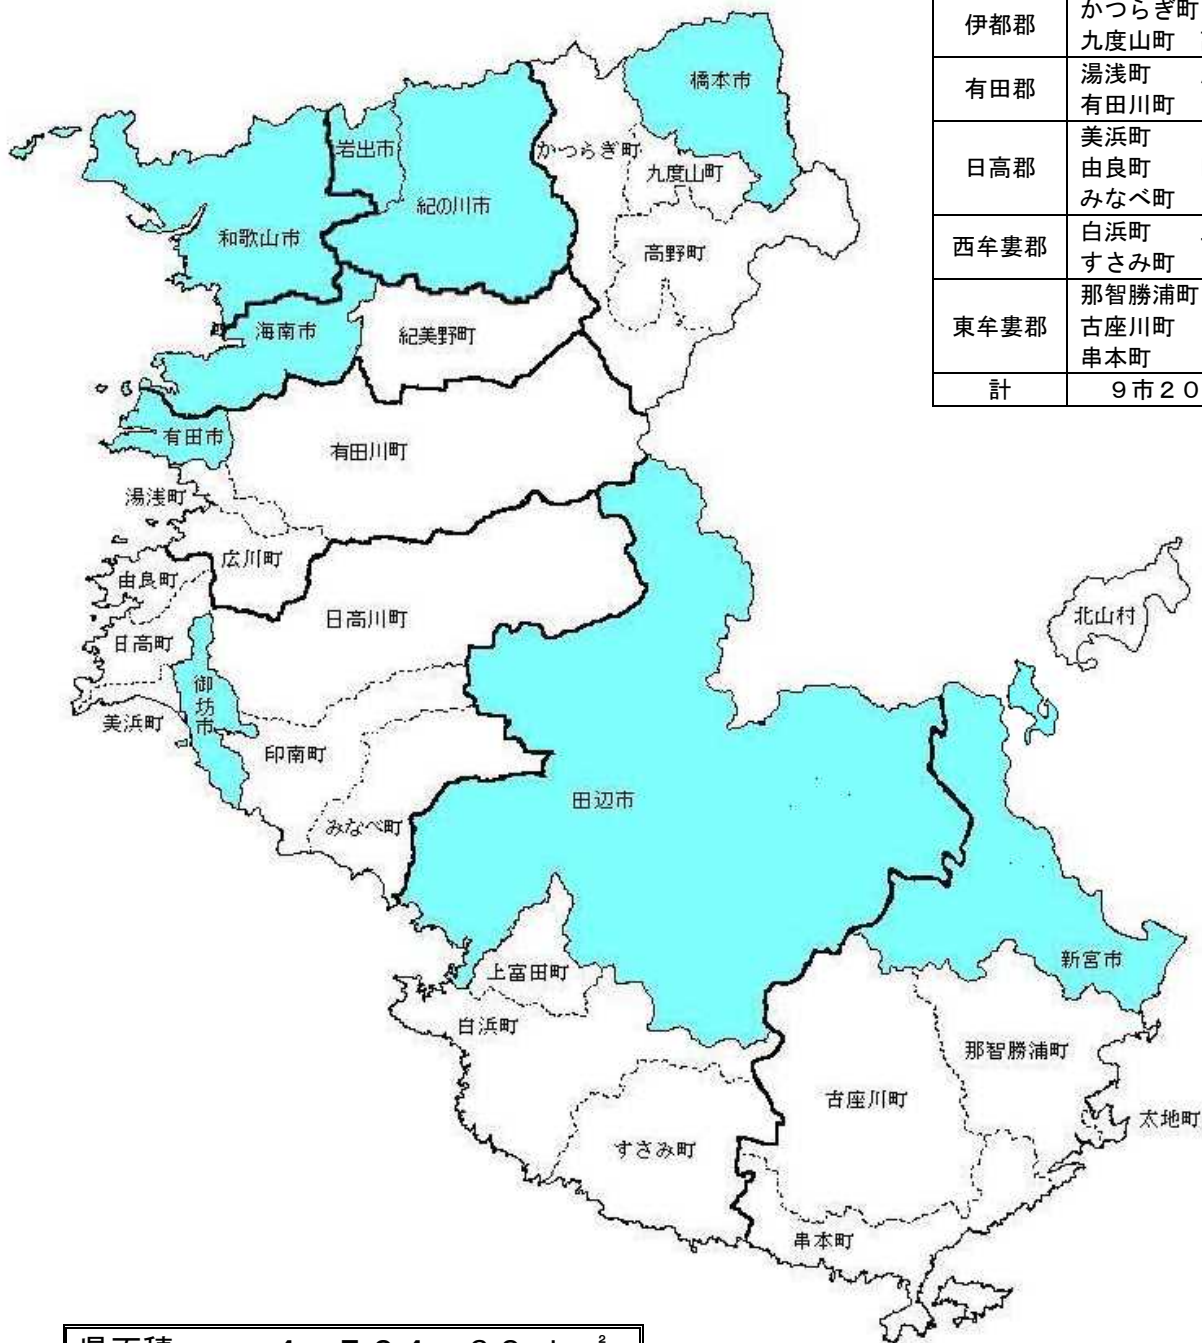 伊都郡
かつらぎ町
九度山町
有田郡
湯浅町
有田川町
日高郡
美浜町
由良町
みなべ町
西牟婁郡
白浜町
すさみ町
東牟婁郡
那智勝浦町
古座川町
串本町
計
9市20
橋本市
岩出市
かつらぎ町
九度山町
紀の川市
和歌山市
高野町
海南市
紀美野町
有田市
有田川町
湯浅町
広川町
由良町
日高川町
北山村
日高町
御坊市
美浜町
印南町
田辺市
みなべ町
新宮市
上富田町
白浜町
那智勝浦町
古座川町
太地町
すさみ町
串本町